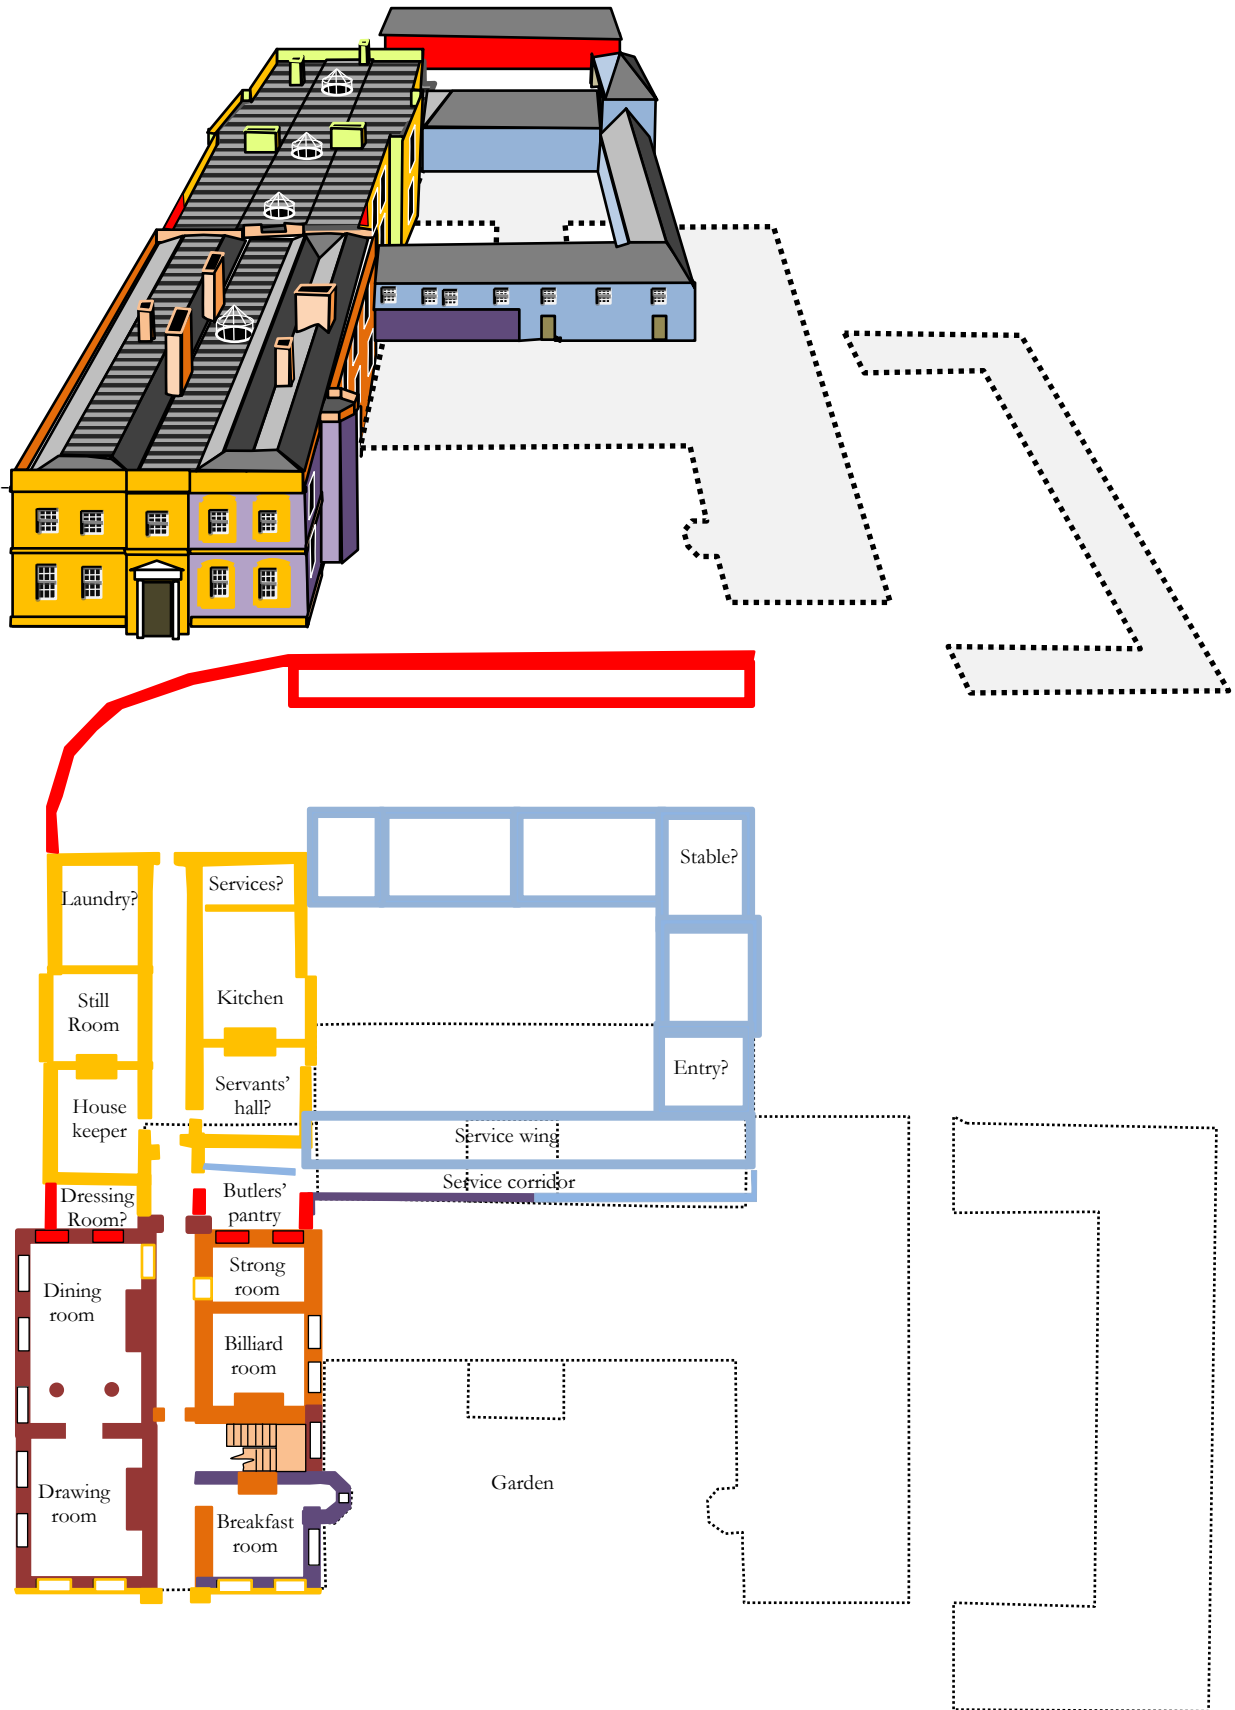 Stable?
Services?
Laundry?
Kitchen
Still
Room
Entry?
Servants'
hall?
House
keeper
Service wing
Service corridor
Dressing
Room?
Butlers'
pantry
Strong
room
Dining
room
Billiard
room
Garden
Drawing
room
Breakfast
room